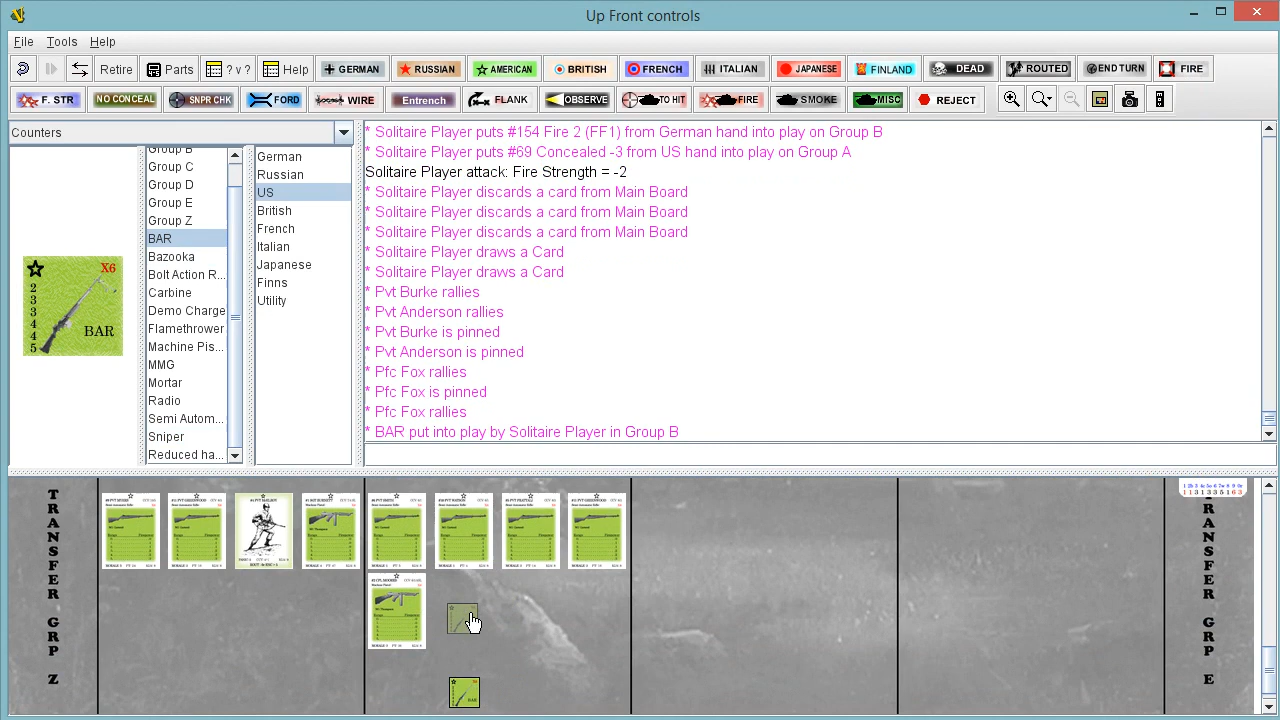 Up Front controls
File Tools Help
Retire Parts ? v ? Help GERMAN RUSSIAN AMERICAN BRITISH FRENCH ITALIAN JAPANESE FINLAND DEAD ROUTED END TURN FIRE
F. STR NO CONCEAL SNPR CHK FORD WIRE Entrench FLANK OBSERVE TO HIT FIRE SMOKE MISC REJECT
Counters
X6
2
3
3
4
4
5
BAR
Group B
Group C
Group D
Group E
Group Z
BAR
Bazooka
Bolt Action R...
Carbine
Demo Charge
Flamethrower
Machine Pis...
MMG
Mortar
Radio
Semi Autom...
Sniper
Reduced ha...
German
Russian
US
British
French
Italian
Japanese
Finns
Utility
* Solitaire Player puts #154 Fire 2 (FF1) from German hand into play on Group B
* Solitaire Player puts #69 Concealed -3 from US hand into play on Group A
Solitaire Player attack: Fire Strength = -2
* Solitaire Player discards a card from Main Board
* Solitaire Player discards a card from Main Board
* Solitaire Player discards a card from Main Board
* Solitaire Player draws a Card
* Solitaire Player draws a Card
* Pvt Burke rallies
* Pvt Anderson rallies
* Pvt Burke is pinned
* Pvt Anderson is pinned
* Pfc Fox rallies
* Pfc Fox is pinned
* Pfc Fox rallies
* BAR put into play by Solitaire Player in Group B
TRANSFER GRP Z
BAR
RANSFER GRP E